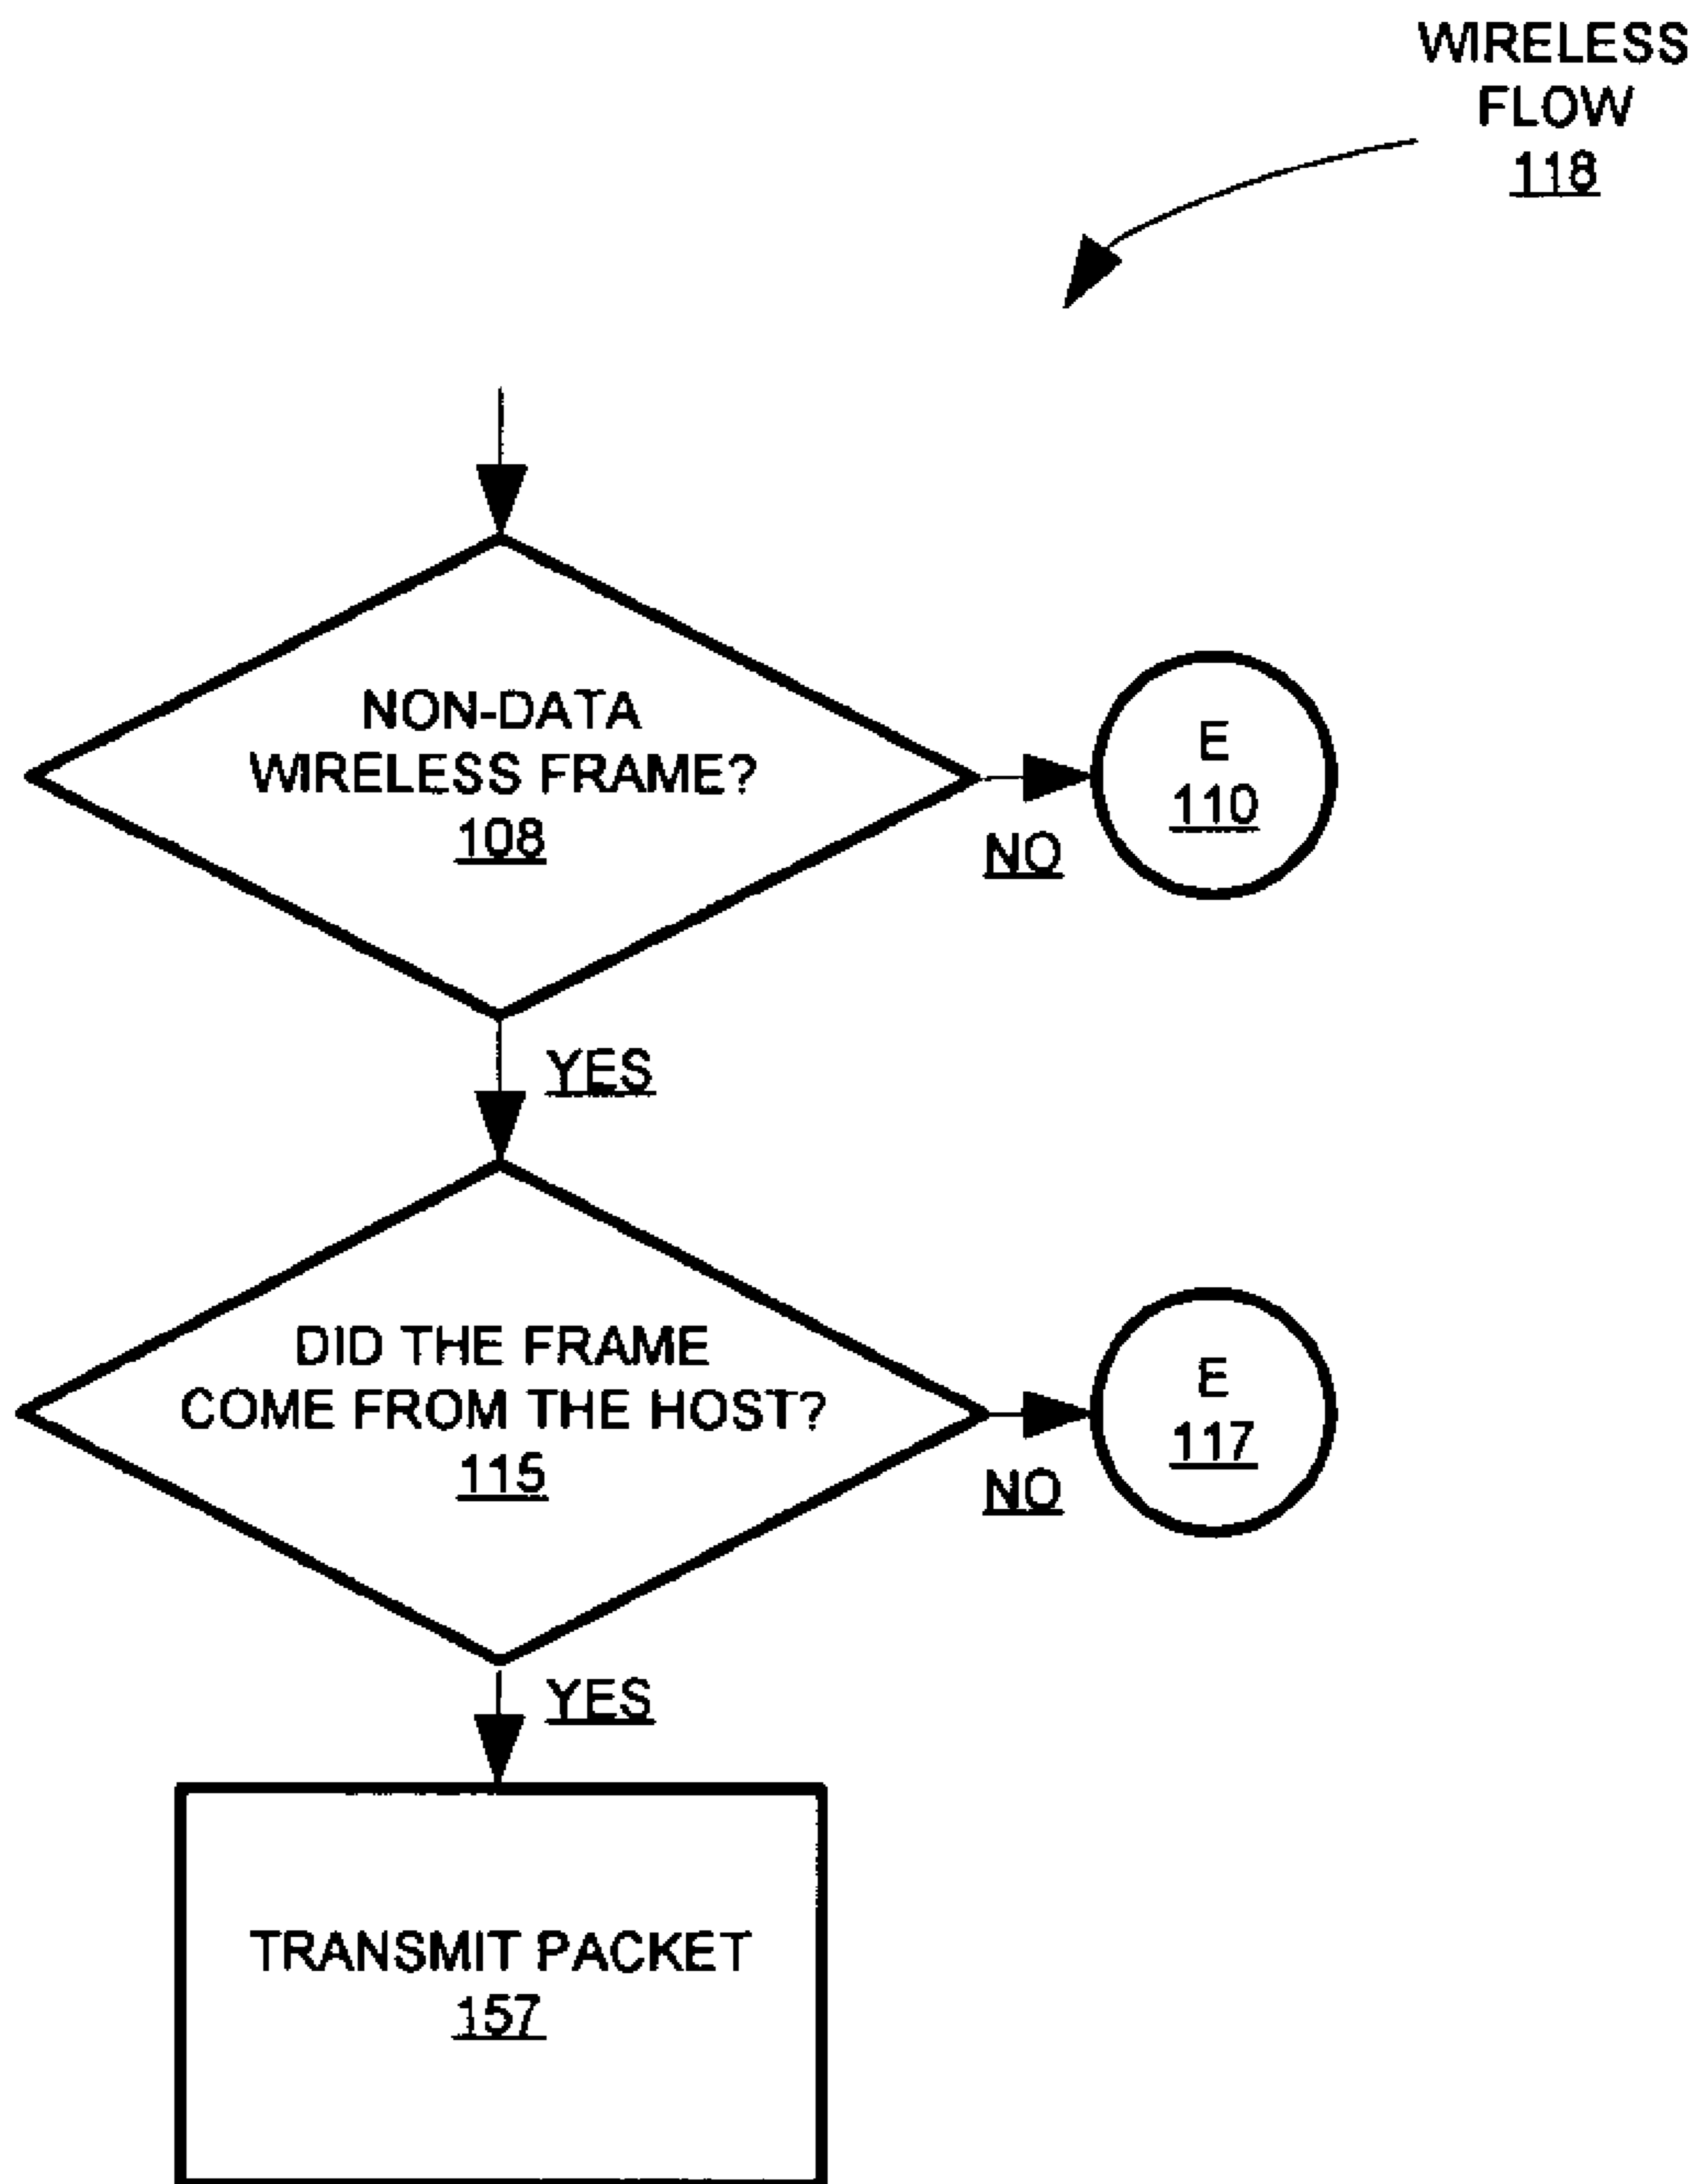 WIRELESS
FLOW
118
NON-DATA
WIRELESS FRAME?
108
E
110
NO
YES
DID THE FRAME
COME FROM THE HOST?
115
E
117
NO
YES
TRANSMIT PACKET
157